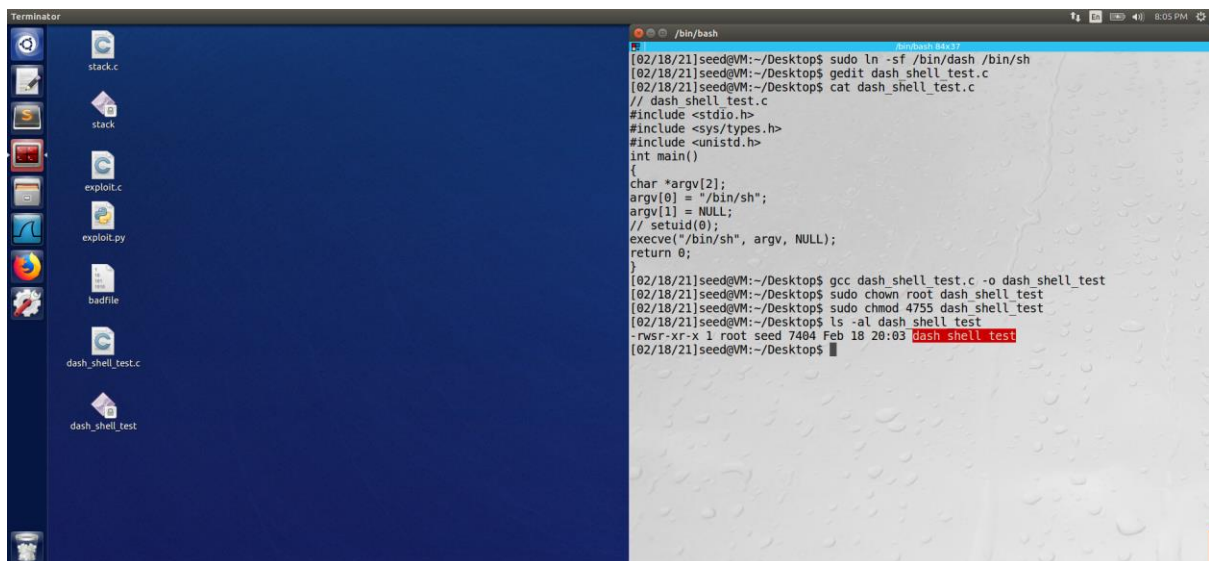 Terminator
En
8:05 PM
stack.c
stack
exploit.c
exploit.py
badfile
dash_shell_test.c
dash_shell_test
/bin/bash
/bin/bash 84x37
[02/18/21]seed@VM:~/Desktop$ sudo ln -sf /bin/dash /bin/sh
[02/18/21]seed@VM:~/Desktop$ gedit dash_shell_test.c
[02/18/21]seed@VM:~/Desktop$ cat dash_shell_test.c
// dash_shell_test.c
#include <stdio.h>
#include <sys/types.h>
#include <unistd.h>
int main()
{
char *argv[2];
argv[0] = "/bin/sh";
argv[1] = NULL;
// setuid(0);
execve("/bin/sh", argv, NULL);
return 0;
}
[02/18/21]seed@VM:~/Desktop$ gcc dash_shell_test.c -o dash_shell_test
[02/18/21]seed@VM:~/Desktop$ sudo chown root dash_shell_test
[02/18/21]seed@VM:~/Desktop$ sudo chmod 4755 dash_shell_test
[02/18/21]seed@VM:~/Desktop$ ls -al dash_shell_test
-rwsr-xr-x 1 root seed 7404 Feb 18 20:03 dash_shell_test
[02/18/21]seed@VM:~/Desktop$